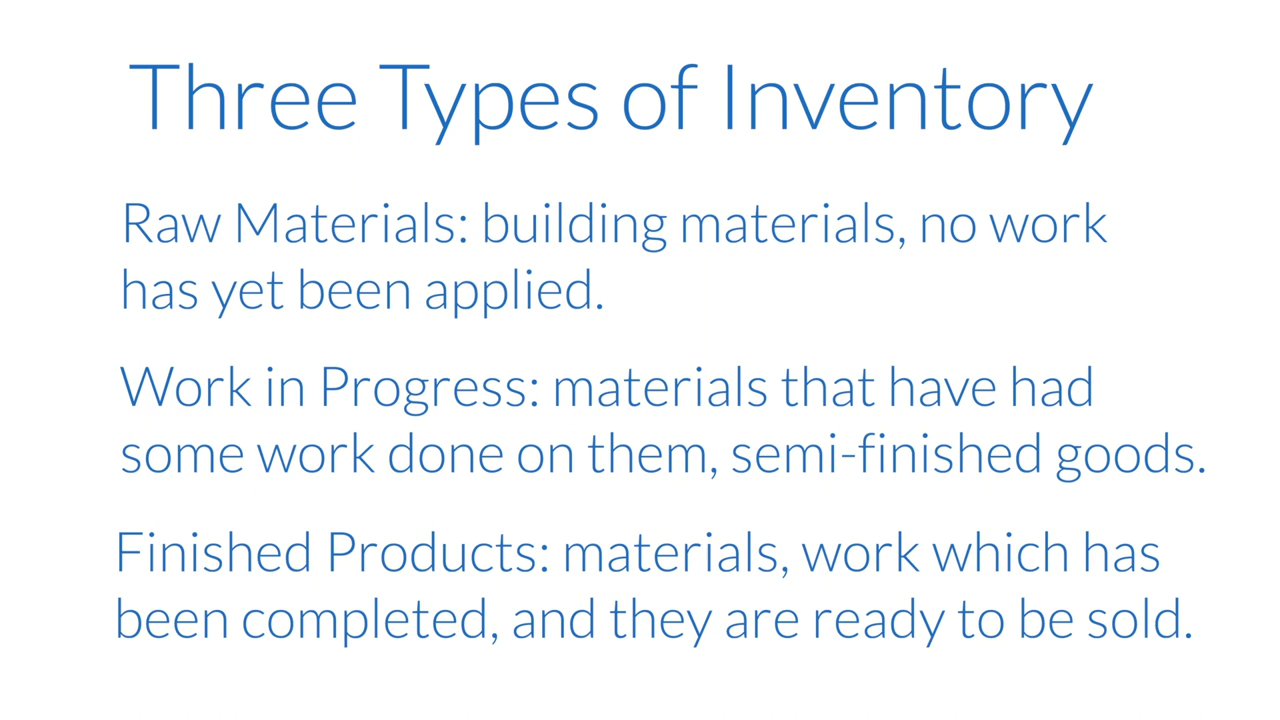 Three Types of Inventory
Raw Materials: building materials, no work
has yet been applied.
Work in Progress: materials that have had
some work done on them, semi-finished goods.
Finished Products: materials, work which has
been completed, and they are ready to be sold.